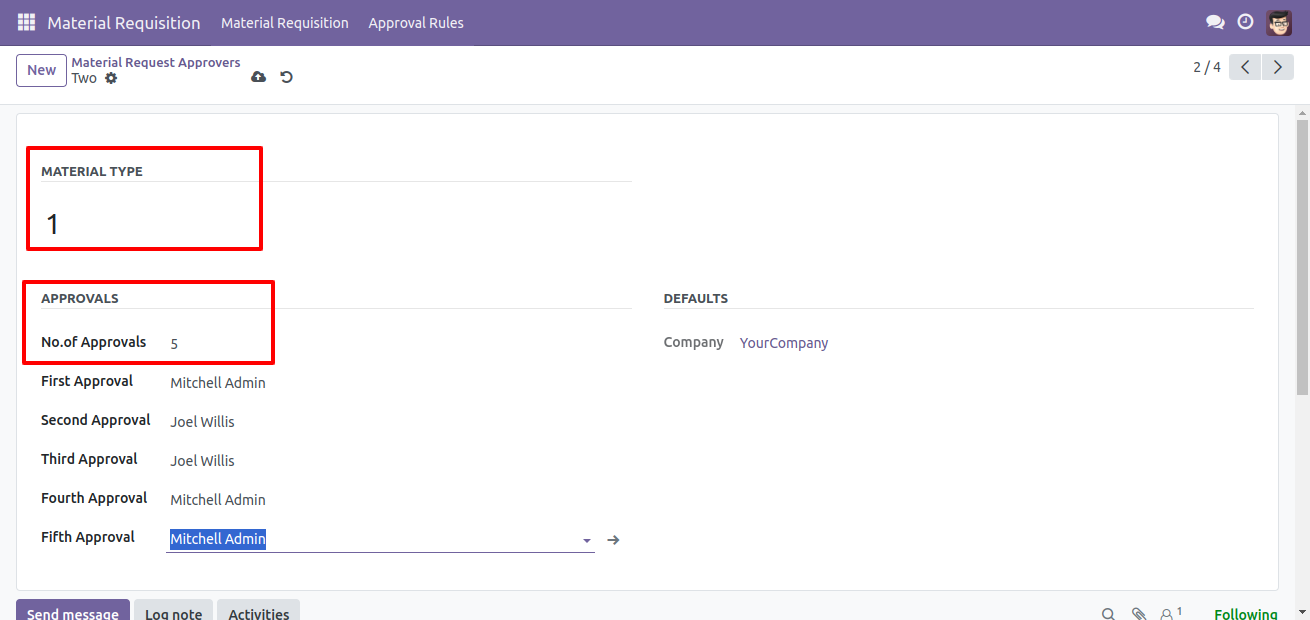 Material Requisition Material Requisition Approval Rules
New
Material Request Approvers
Two
2 / 4
MATERIAL TYPE
1
APPROVALS
No.of Approvals 5
First Approval Mitchell Admin
Second Approval Joel Willis
Third Approval Joel Willis
Fourth Approval Mitchell Admin
Fifth Approval Mitchell Admin
DEFAULTS
Company YourCompany
Send message Log note Activities 1 Following